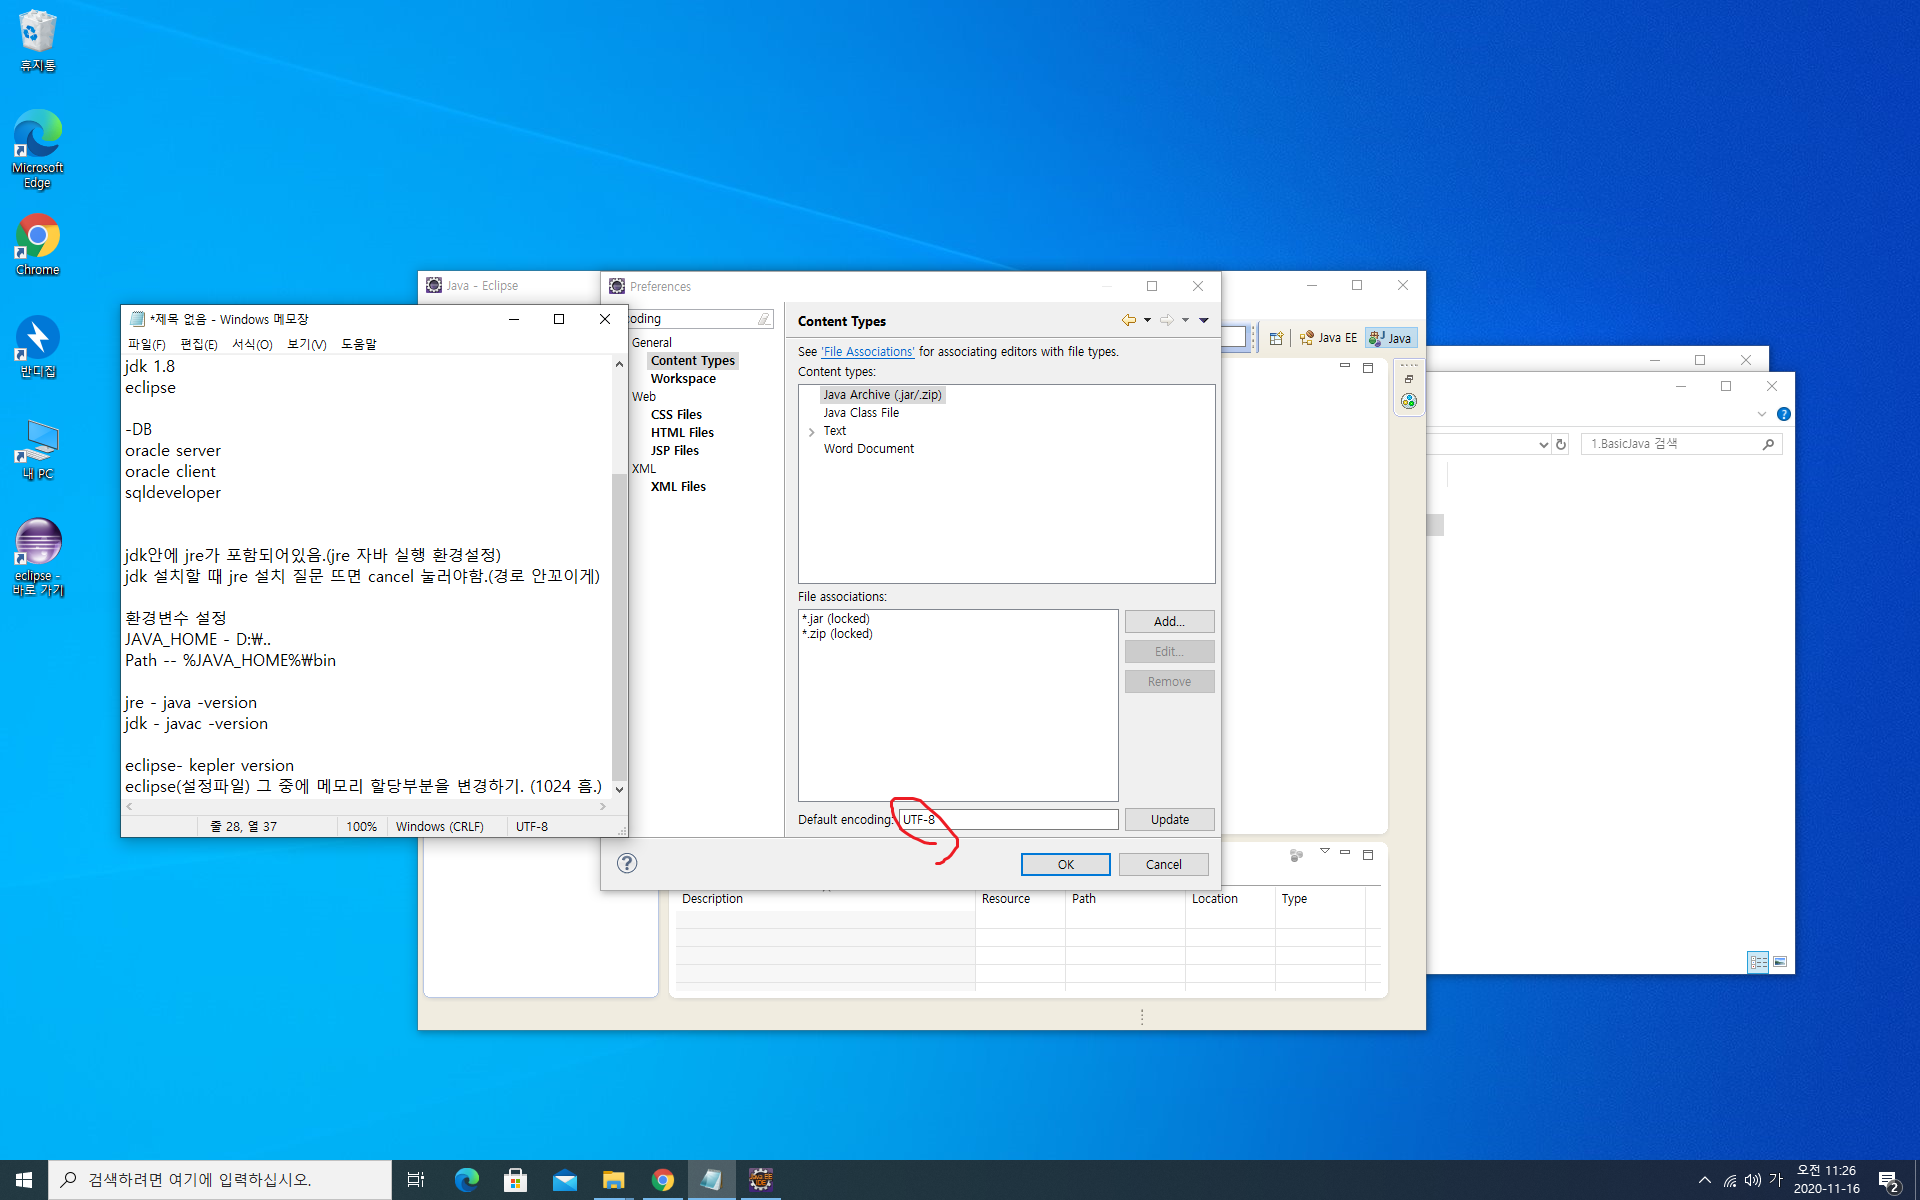 휴지통
Microsoft
Edge
Chrome
반디집
내 PC
eclipse -
바로 가기
Java - Eclipse
Preferences
*제목 없음 - Windows 메모장
파일(F) 편집(E) 서식(O) 보기(V) 도움말
jdk 1.8
eclipse
-DB
oracle server
oracle client
sqldeveloper
jdk안에 jre가 포함되어있음.(jre 자바 실행 환경설정)
jdk 설치할 때 jre 설치 질문 뜨면 cancel 눌러야함.(경로 안꼬이게)
환경변수 설정
JAVA_HOME - D:₩..
Path -- %JAVA_HOME%₩bin
jre - java -version
jdk - javac -version
eclipse- kepler version
eclipse(설정파일) 그 중에 메모리 할당부분을 변경하기. (1024 흠.)
줄 28, 열 37
100%
Windows (CRLF)
UTF-8
oding
General
Content Types
Workspace
Web
CSS Files
HTML Files
JSP Files
XML
XML Files
Content Types
See 'File Associations' for associating editors with file types.
Content types:
Java Archive (.jar/.zip)
Java Class File
Text
Word Document
File associations:
*.jar (locked)
*.zip (locked)
Add...
Edit...
Remove
Default encoding: UTF-8
Update
OK
Cancel
Java EE
Java
Description Resource Path Location Type
1.BasicJava 검색
검색하려면 여기에 입력하십시오.
가
오전 11:26
2020-11-16
2